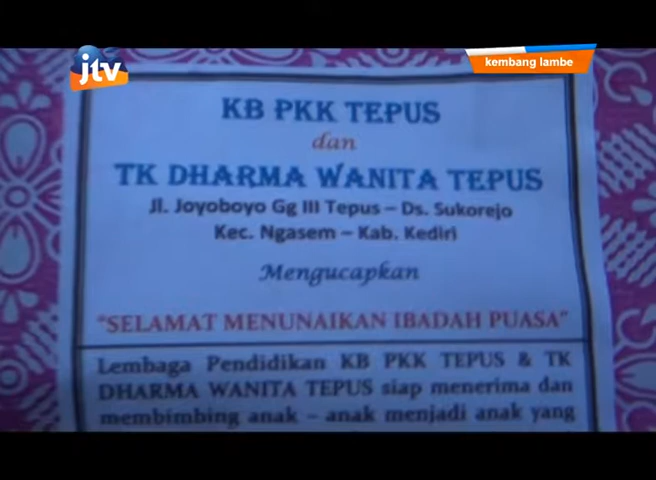 jtv
kembang lambe
KB PKK TEPUS
dan
TK DHARMA WANITA TEPUS
Jl. Joyoboyo Gg III Tepus – Ds. Sukorejo
Kec. Ngasem – Kab. Kediri
Mengucapkan
"SELAMAT MENUNAIKAN IBADAH PUASA"
Lembaga Pendidikan KB PKK TEPUS & TK
DHARMA WANITA TEPUS siap menerima dan
membimbing anak – anak menjadi anak yang